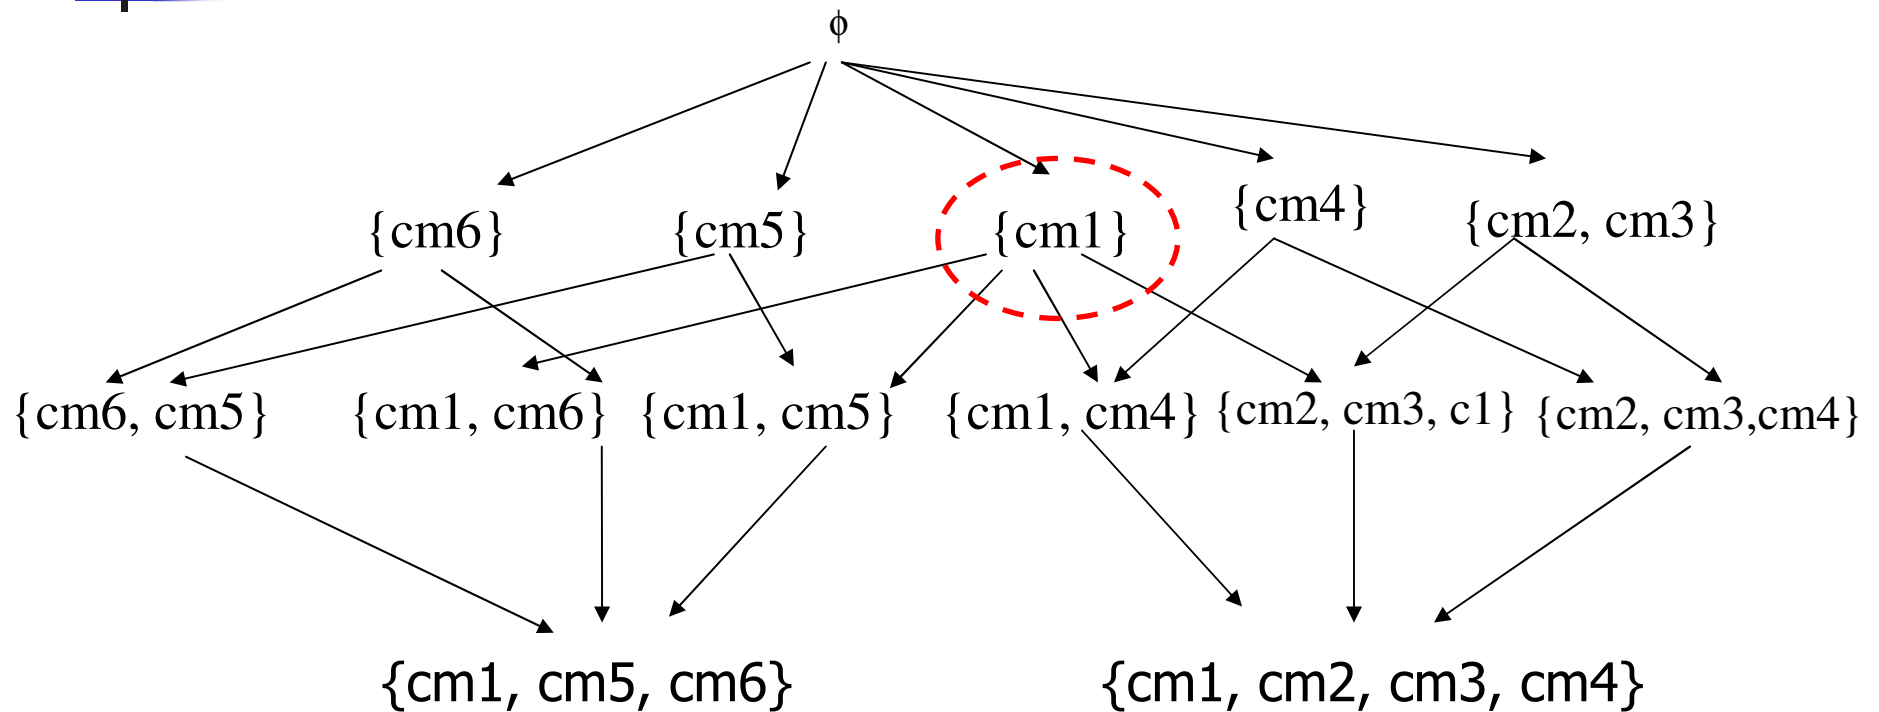 ϕ
{cm6} {cm5} {cm1} {cm4} {cm2, cm3}
{cm6, cm5} {cm1, cm6} {cm1, cm5} {cm1, cm4} {cm2, cm3, c1} {cm2, cm3,cm4}
{cm1, cm5, cm6} {cm1, cm2, cm3, cm4}